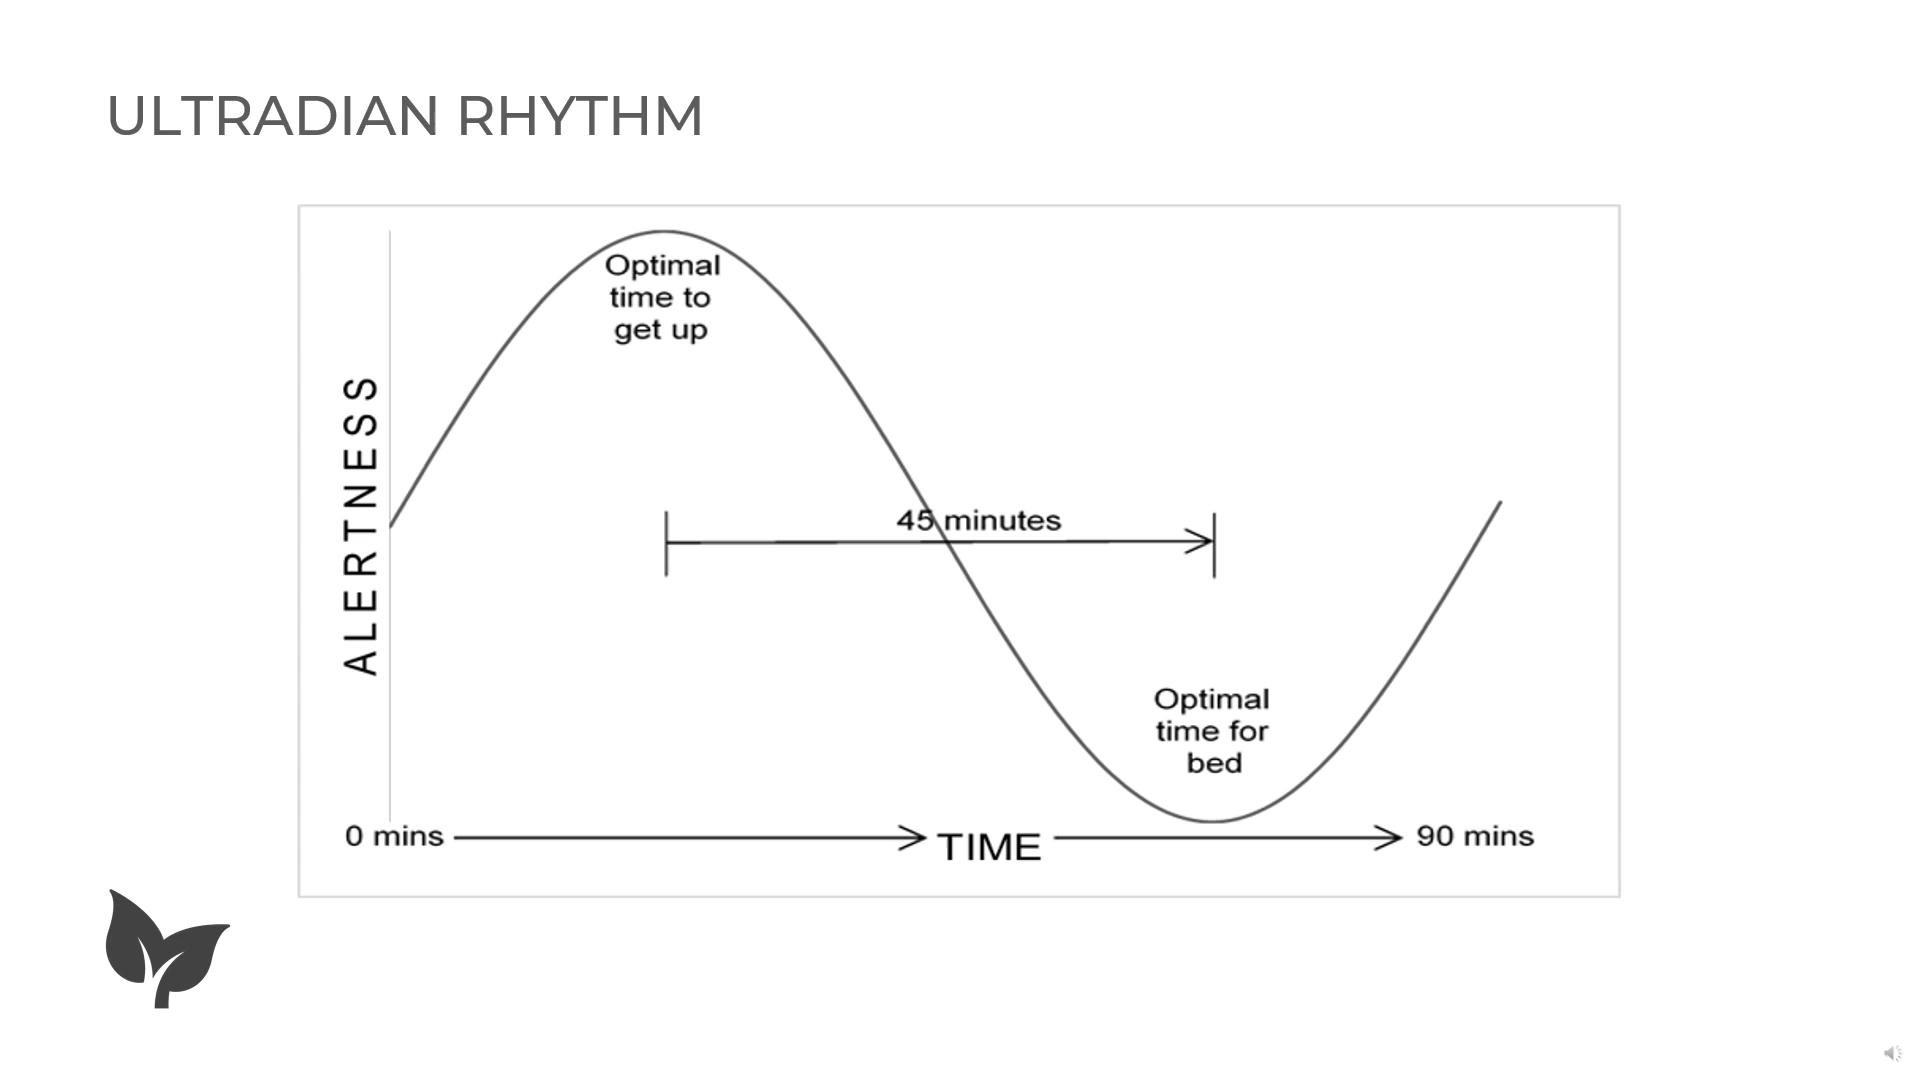 ULTRADIAN RHYTHM
Optimal
time to
get up
ALERTNESS
45 minutes
Optimal
time for
bed
0 mins
TIME
90 mins